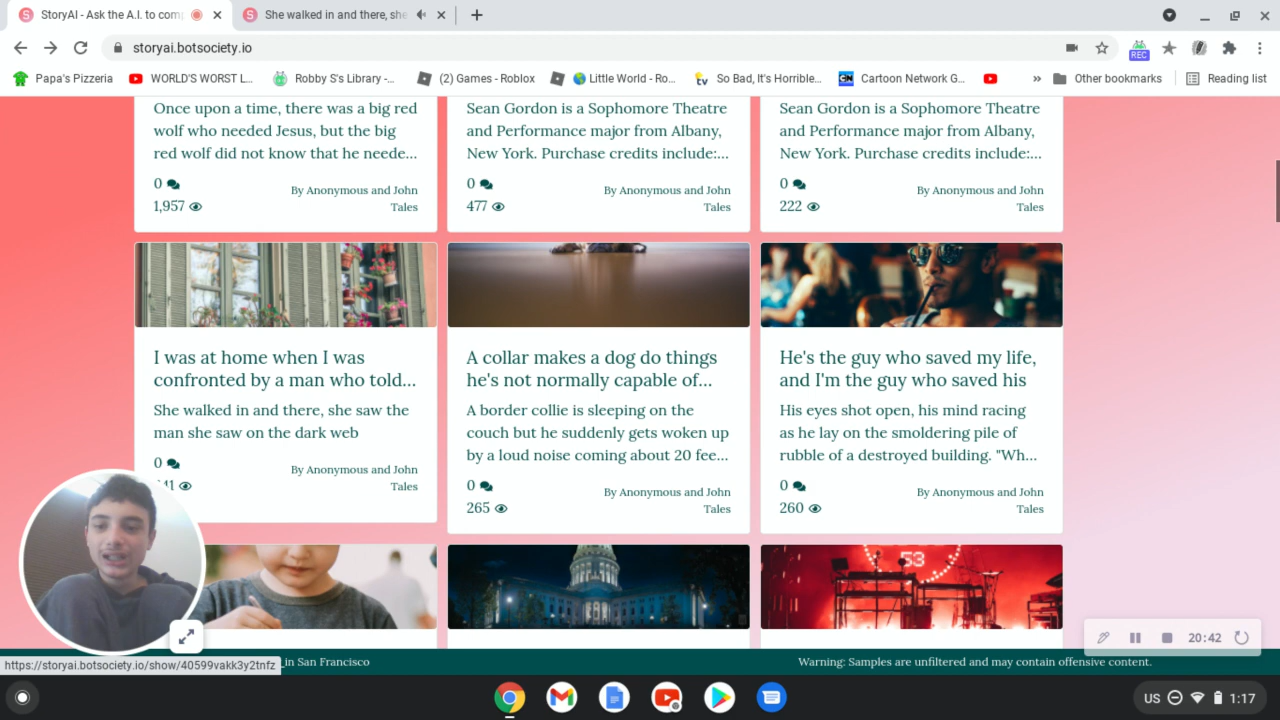 StoryAI - Ask the A.I. to com
She walked in and there, she
storyai.botsociety.io
REC
Papa's Pizzeria
WORLD'S WORST L...
Robby S's Library -...
(2) Games - Roblox
Little World - Ro...
So Bad, It's Horrible...
Cartoon Network G...
»
Other bookmarks
Reading list
Once upon a time, there was a big red
wolf who needed Jesus, but the big
red wolf did not know that he neede...
0
1,957
By Anonymous and John
Tales
Sean Gordon is a Sophomore Theatre
and Performance major from Albany,
New York. Purchase credits include:...
0
477
By Anonymous and John
Tales
Sean Gordon is a Sophomore Theatre
and Performance major from Albany,
New York. Purchase credits include:...
0
222
By Anonymous and John
Tales
I was at home when I was
confronted by a man who told...
She walked in and there, she saw the
man she saw on the dark web
0
By Anonymous and John
Tales
A collar makes a dog do things
he's not normally capable of...
A border collie is sleeping on the
couch but he suddenly gets woken up
by a loud noise coming about 20 fee...
0
265
By Anonymous and John
Tales
He's the guy who saved my life,
and I'm the guy who saved his
His eyes shot open, his mind racing
as he lay on the smoldering pile of
rubble of a destroyed building. "Wh...
0
260
By Anonymous and John
Tales
53
20:42
https://storyai.botsociety.io/show/40599vakk3y2tnfz
in San Francisco
Warning: Samples are unfiltered and may contain offensive content.
US
1:17